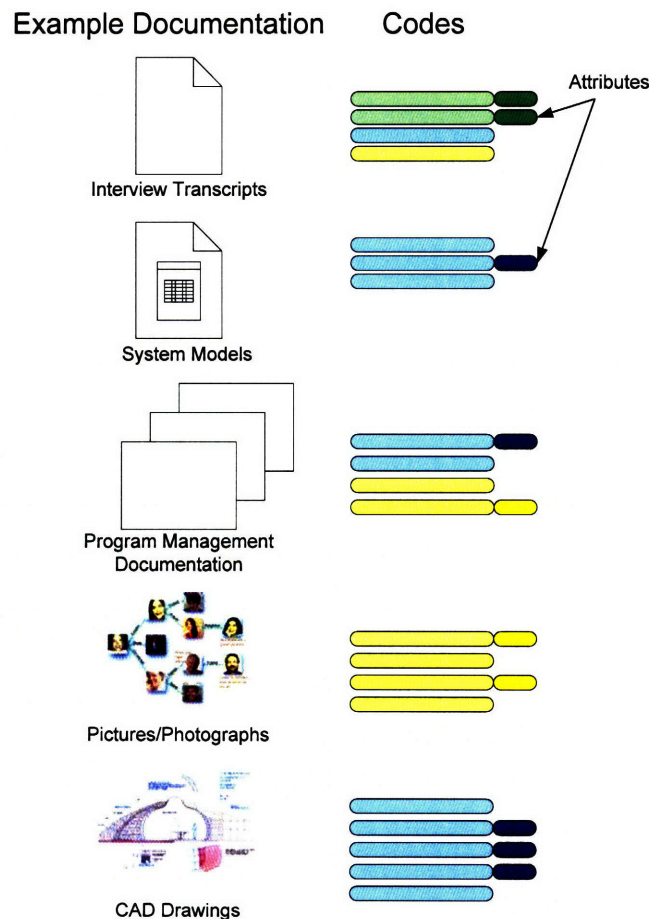 Example Documentation
Codes
Attributes
Interview Transcripts
System Models
Program Management
Documentation
Pictures/Photographs
CAD Drawings